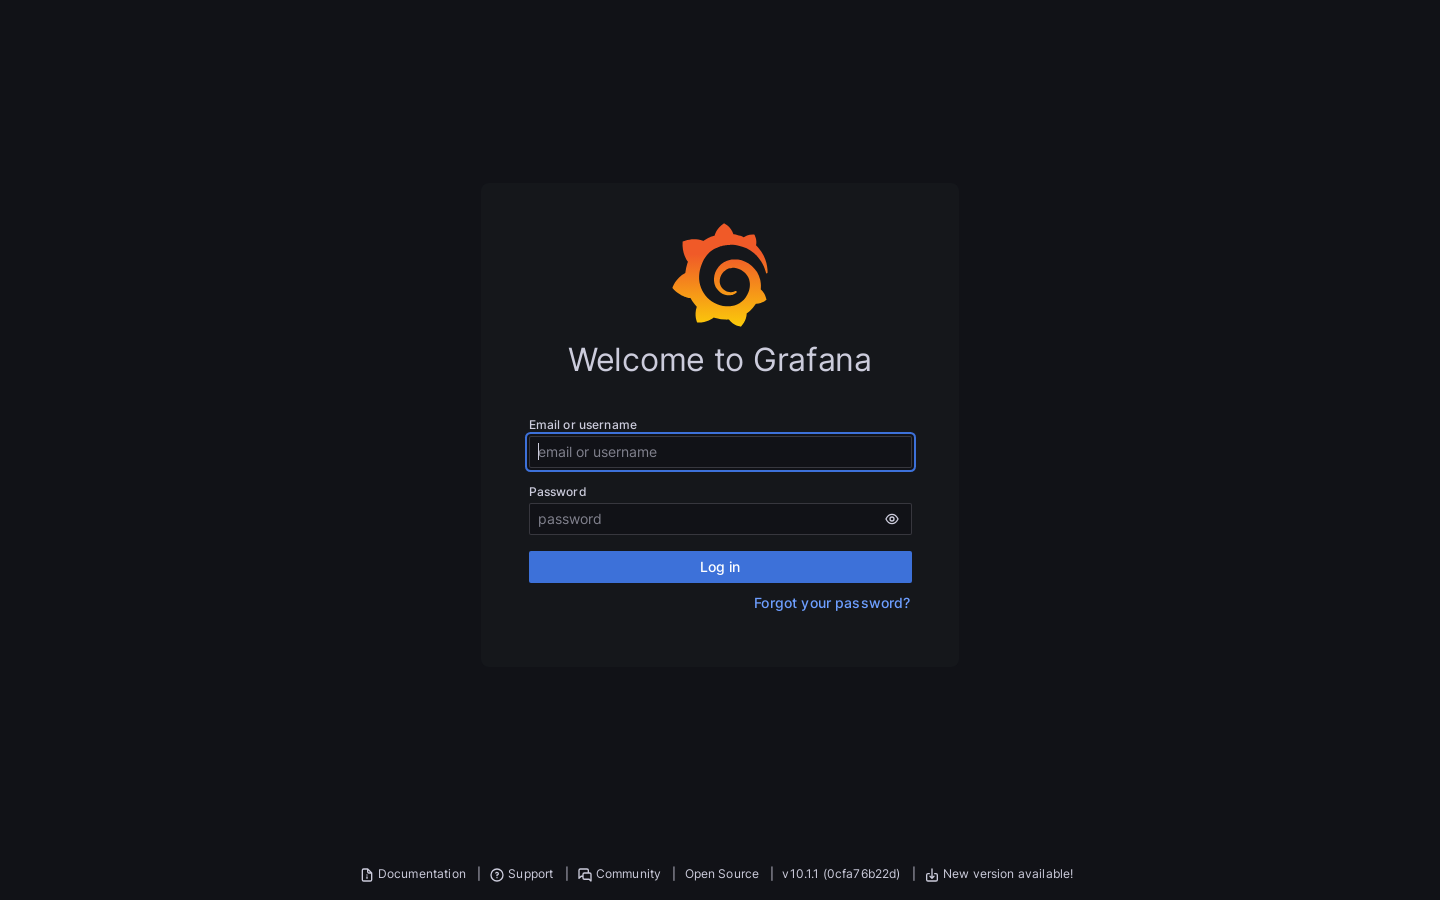 Welcome to Grafana
Email or username
email or username
Password
password
Log in
Forgot your password?
Documentation | Support | Community | Open Source | v10.1.1 (0cfa76b22d) | New version available!